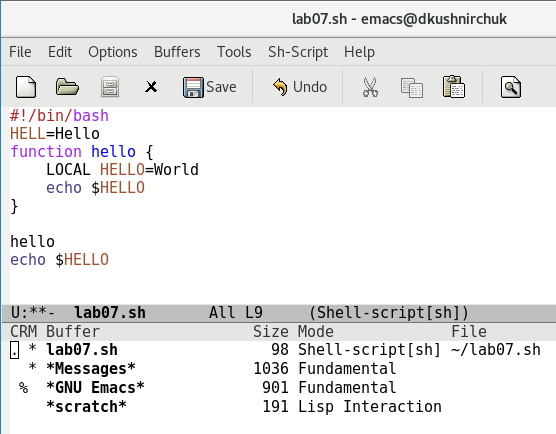 lab07.sh - emacs@dkushnirchuk
File Edit Options Buffers Tools Sh-Script Help
Save Undo
#!/bin/bash
HELL=Hello
function hello {
    LOCAL HELLO=World
    echo $HELLO
}
hello
echo $HELLO
U:**-  lab07.sh       All L9     (Shell-script[sh])
CRM Buffer                 Size Mode             File
. * lab07.sh                 98 Shell-script[sh] ~/lab07.sh
  * *Messages*             1036 Fundamental
 %  *GNU Emacs*             901 Fundamental
    *scratch*               191 Lisp Interaction